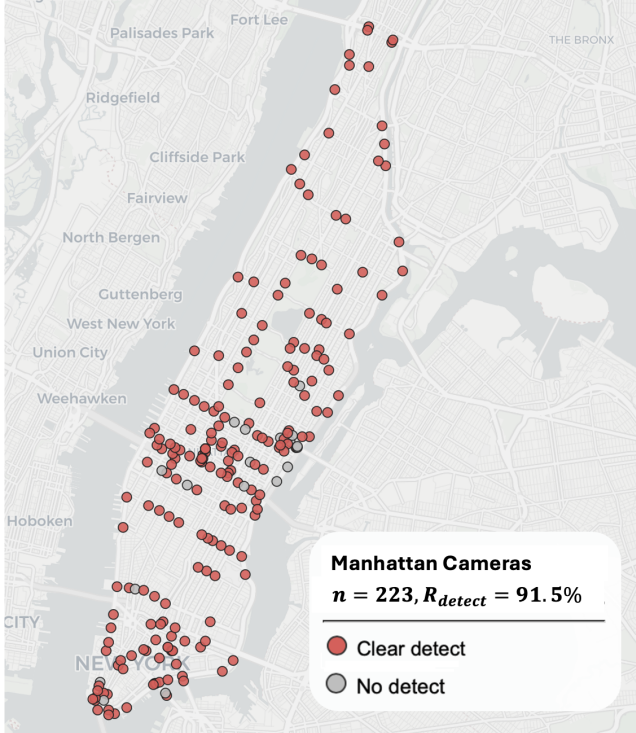 Fort Lee
Palisades Park
THE BRONX
Ridgefield
Cliffside Park
Fairview
North Bergen
Guttenberg
West New York
Union City
Weehawken
Hoboken
CITY
NEW YORK
Manhattan Cameras
n = 223, R_detect = 91.5%
Clear detect
No detect